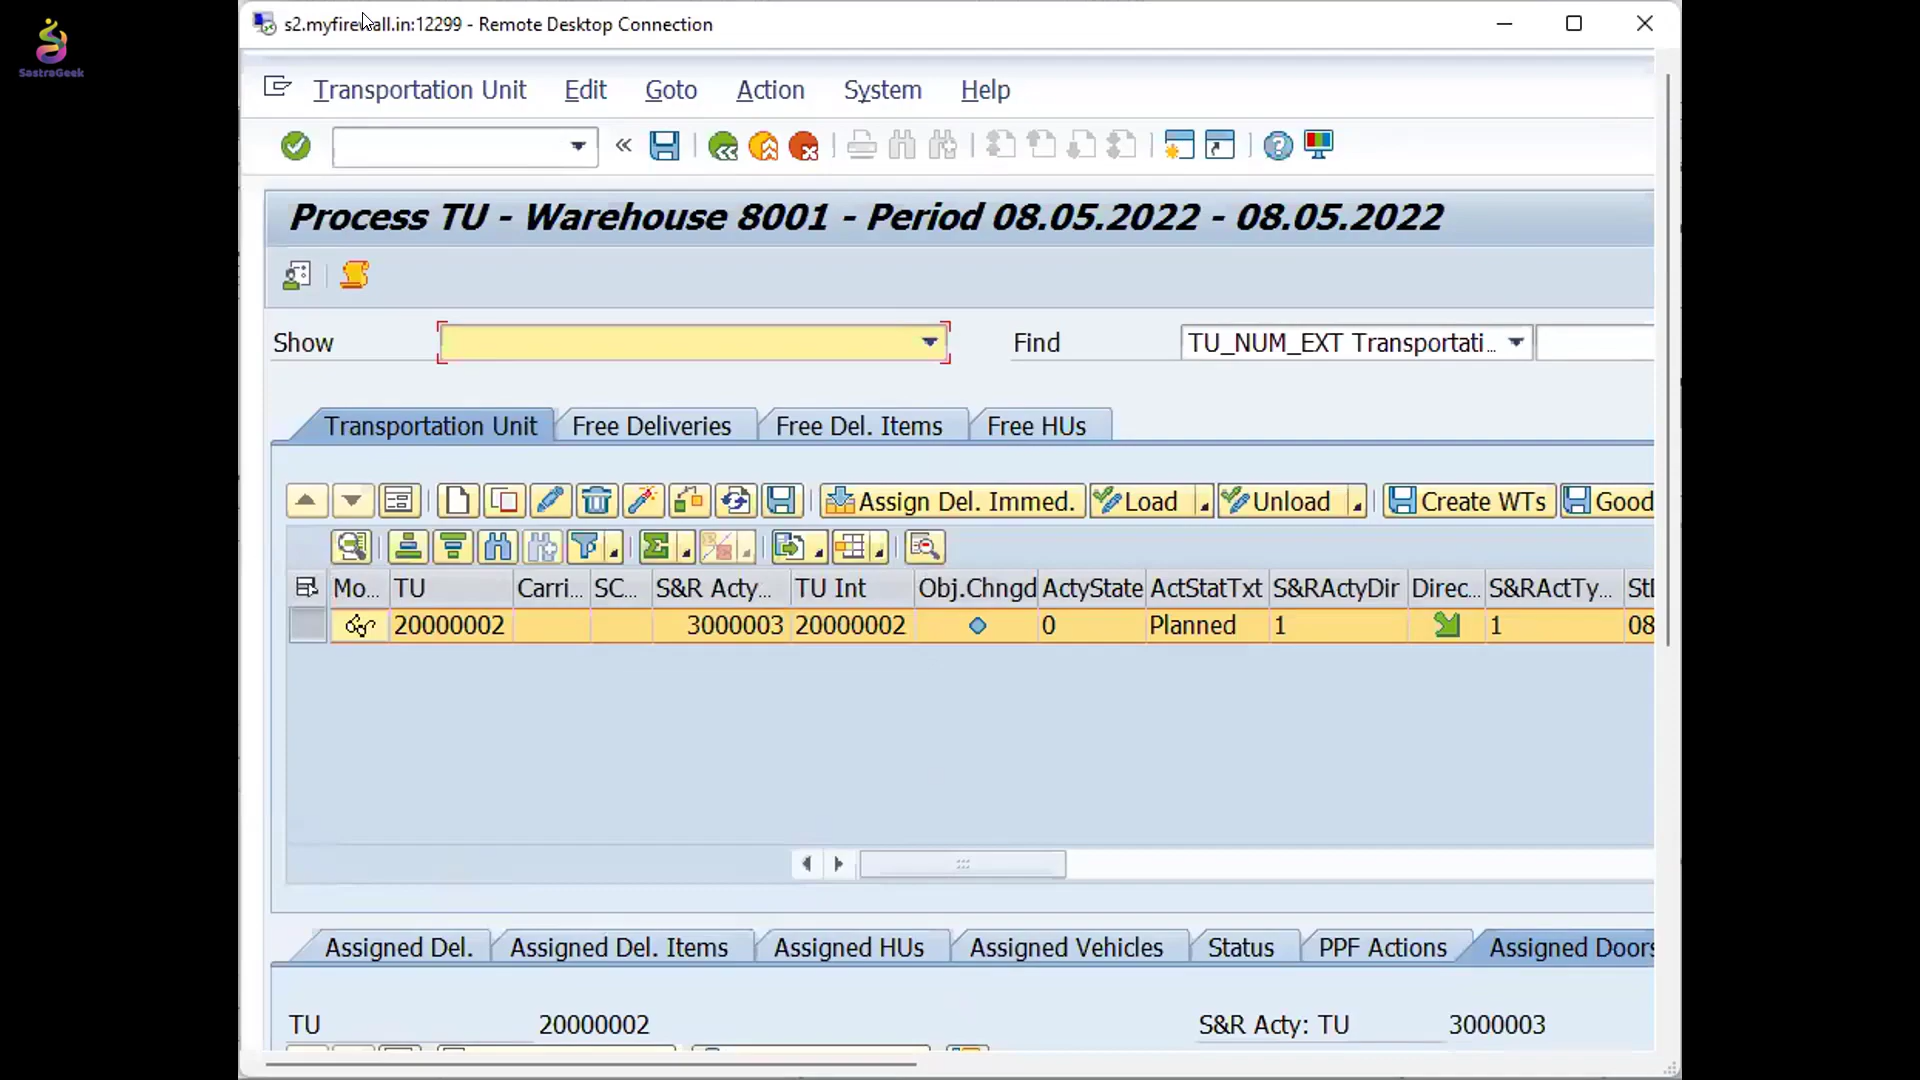 SastraGeek
s2.myfirewall.in:12299 - Remote Desktop Connection
Transportation Unit Edit Goto Action System Help
Process TU - Warehouse 8001 - Period 08.05.2022 - 08.05.2022
Show Find TU_NUM_EXT Transportati...
Transportation Unit Free Deliveries Free Del. Items Free HUs
Assign Del. Immed. Load Unload Create WTs Good
Mo... TU Carri... SC... S&R Acty... TU Int Obj.Chngd ActyState ActStatTxt S&RActyDir Direc... S&RActTy... St
20000002 3000003 20000002 0 Planned 1 1 08
Assigned Del. Assigned Del. Items Assigned HUs Assigned Vehicles Status PPF Actions Assigned Doors
TU 20000002 S&R Acty: TU 3000003